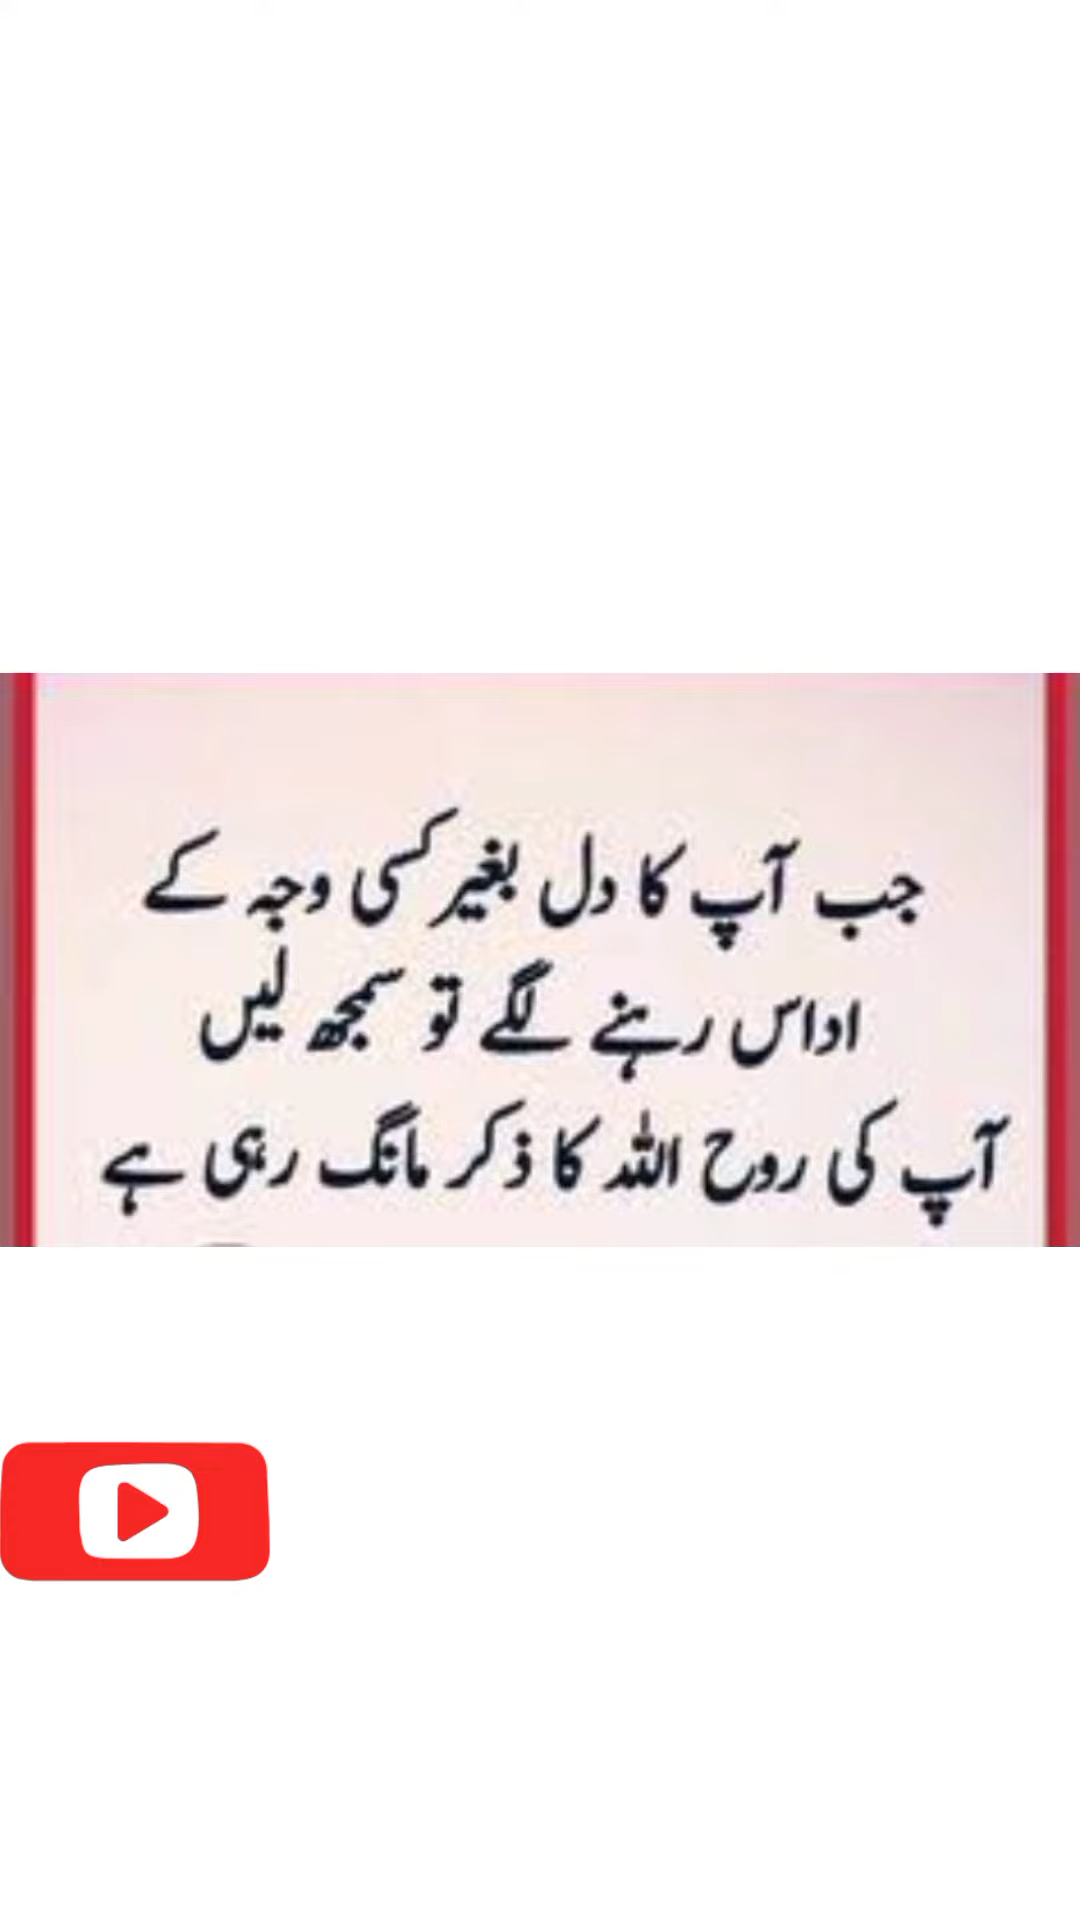 جب آپ کا دل بغیر کسی وجہ کے
اداس رہنے لگے تو سمجھ لیں
آپ کی روح اللہ کا ذکر مانگ رہی ہے